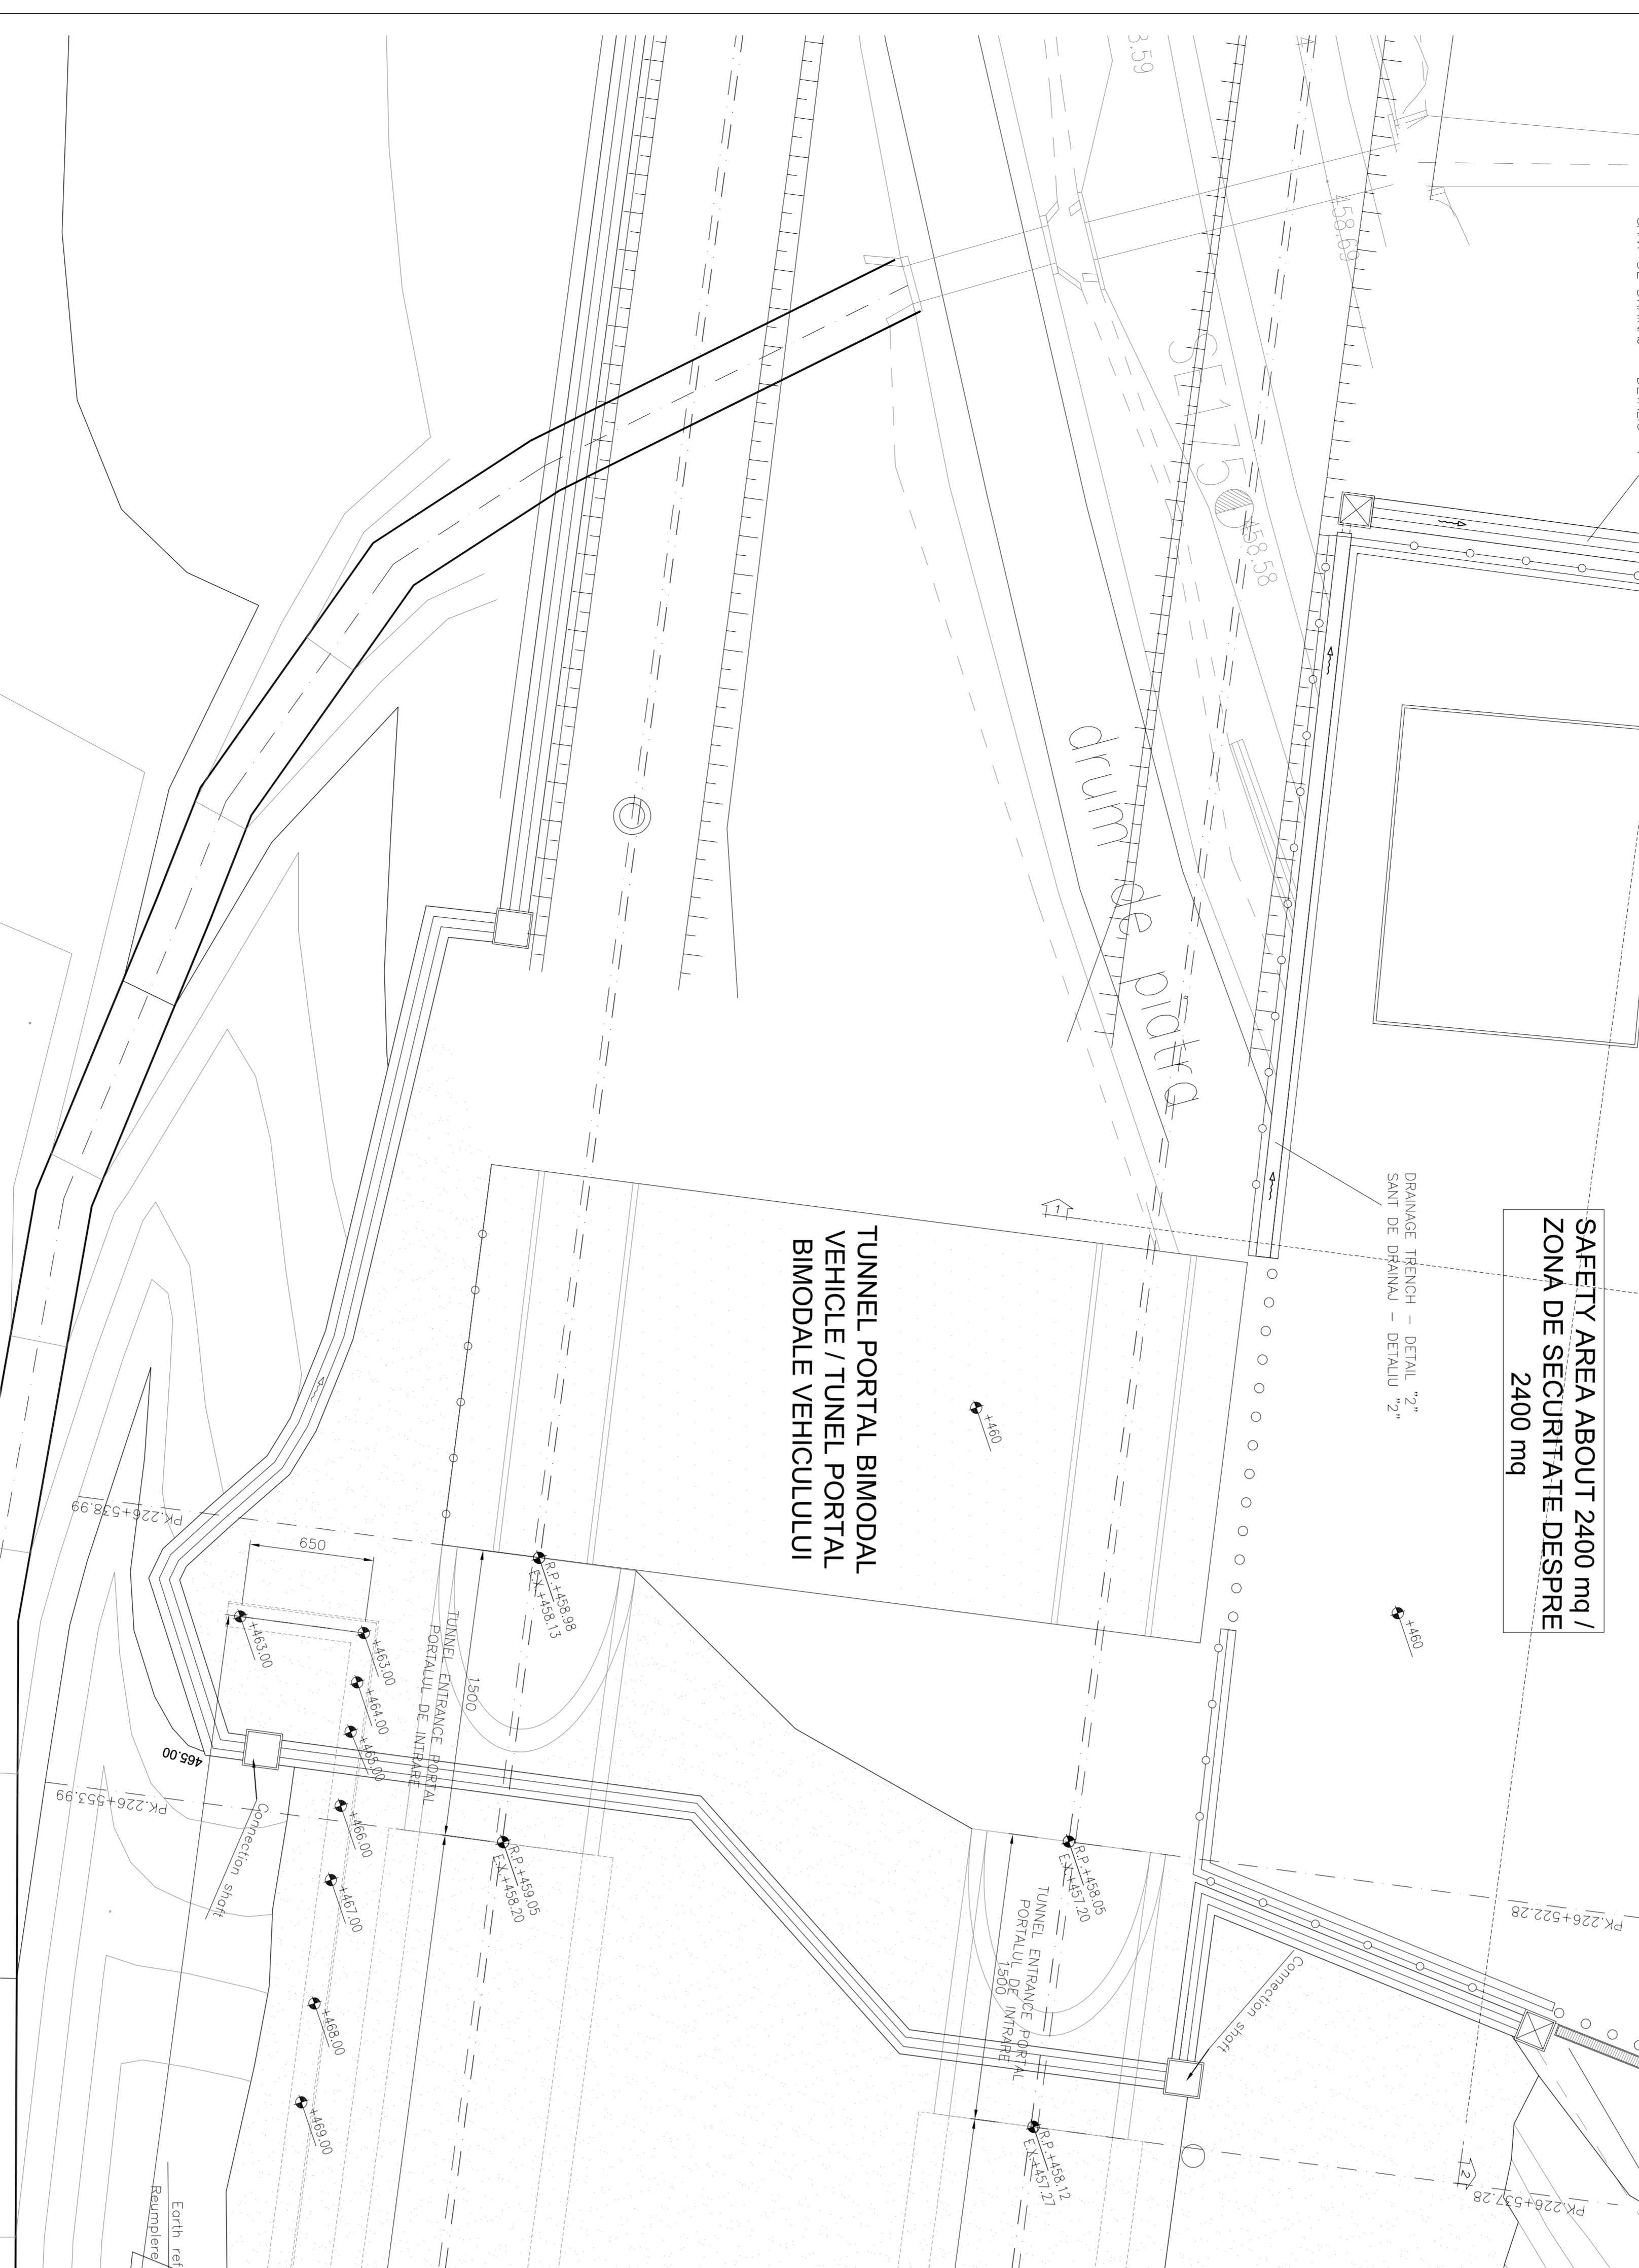 3.59
458.69
ST175
458.58
drum de piatra
DRAINAGE TRENCH - DETAIL "2"
SANT DE DRAINAJ - DETALIU "2"
SAFETY AREA ABOUT 2400 mq /
ZONA DE SECURITATE DESPRE
2400 mq
TUNNEL PORTAL BIMODAL
VEHICLE / TUNEL PORTAL
BIMODALE VEHICULULUI
1
+460
+460
PK.226+538.99
650
R.P.+458.98
E.X.+458.13
TUNNEL ENTRANCE PORTAL
PORTALUL DE INTRARE
1500
+463.00
+463.00
+464.00
+465.00
+466.00
+467.00
+468.00
+469.00
465.00
PK.226+553.99
Connection shaft
R.P.+459.05
E.X.+458.20
R.P.+458.05
E.X.+457.20
TUNNEL ENTRANCE PORTAL
PORTALUL DE INTRARE
1500
PK.226+522.28
Connection shaft
R.P.+458.12
E.X.+457.27
2
PK.226+537.28
Earth ref
Reumplere